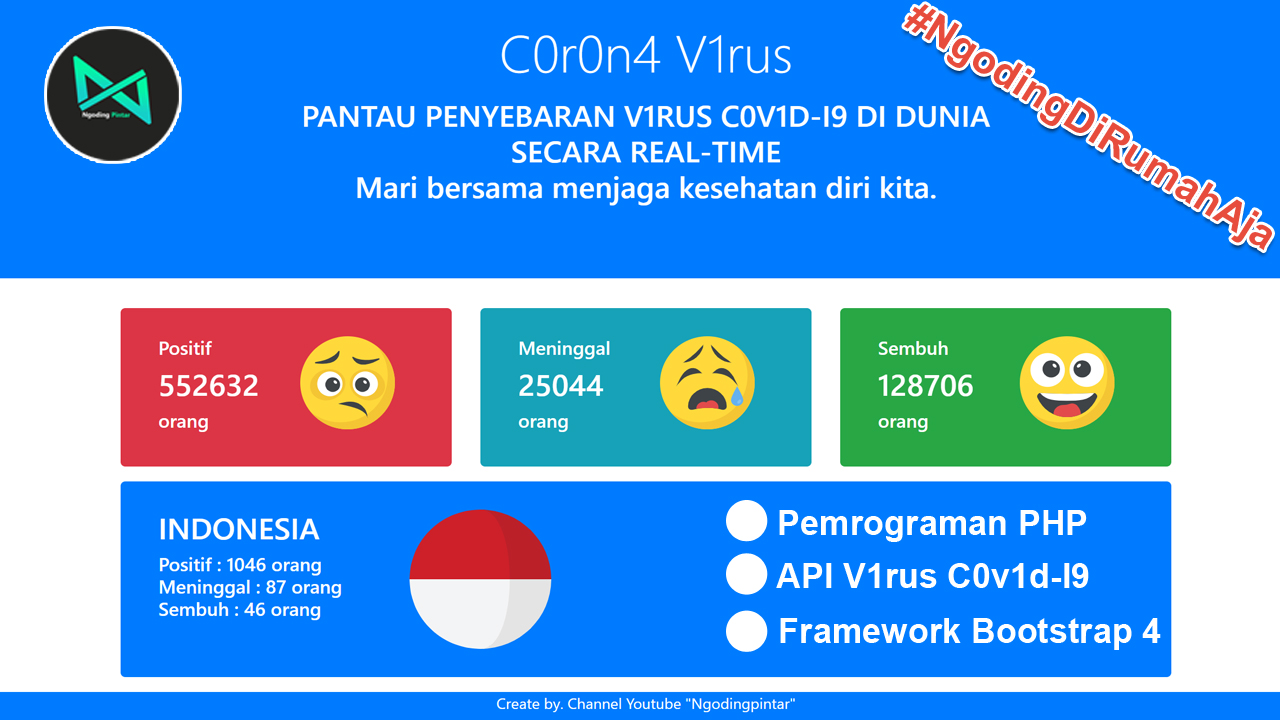 Ngoding Pintar
C0r0n4 V1rus
#NgodingDiRumahAja
PANTAU PENYEBARAN V1RUS C0V1D-I9 DI DUNIA
SECARA REAL-TIME
Mari bersama menjaga kesehatan diri kita.
Positif
552632
orang
Meninggal
25044
orang
Sembuh
128706
orang
INDONESIA
Positif : 1046 orang
Meninggal : 87 orang
Sembuh : 46 orang
Pemrograman PHP
API V1rus C0v1d-I9
Framework Bootstrap 4
Create by. Channel Youtube "Ngodingpintar"